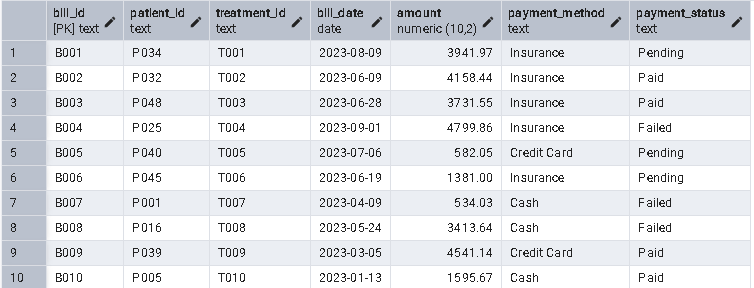 bill_id patient_id treatment_id bill_date amount payment_method payment_status
[PK] text text text date numeric (10,2) text text
1 B001 P034 T001 2023-08-09 3941.97 Insurance Pending
2 B002 P032 T002 2023-06-09 4158.44 Insurance Paid
3 B003 P048 T003 2023-06-28 3731.55 Insurance Paid
4 B004 P025 T004 2023-09-01 4799.86 Insurance Failed
5 B005 P040 T005 2023-07-06 582.05 Credit Card Pending
6 B006 P045 T006 2023-06-19 1381.00 Insurance Pending
7 B007 P001 T007 2023-04-09 534.03 Cash Failed
8 B008 P016 T008 2023-05-24 3413.64 Cash Failed
9 B009 P039 T009 2023-03-05 4541.14 Credit Card Paid
10 B010 P005 T010 2023-01-13 1595.67 Cash Paid